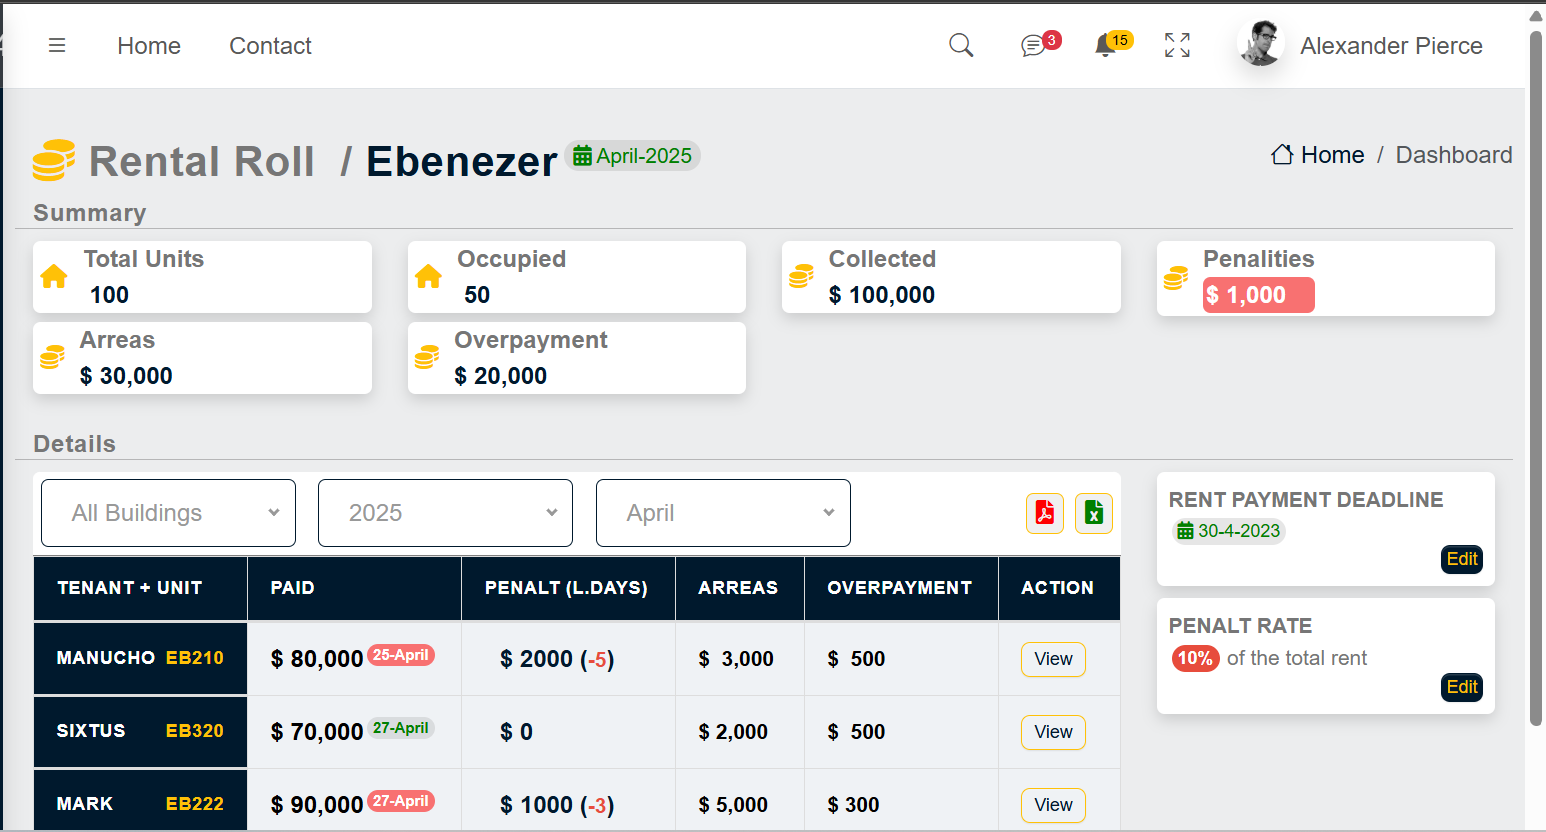 Home Contact 3 15 Alexander Pierce
Rental Roll / Ebenezer April-2025 Home / Dashboard
Summary
Total Units Occupied Collected Penalities
100 50 $ 100,000 $ 1,000
Arreas Overpayment
$ 30,000 $ 20,000
Details
All Buildings 2025 April
RENT PAYMENT DEADLINE
30-4-2023
Edit
TENANT + UNIT PAID PENALT (L.DAYS) ARREAS OVERPAYMENT ACTION
MANUCHO EB210 $ 80,000 25-April $ 2000 (-5) $ 3,000 $ 500 View
SIXTUS EB320 $ 70,000 27-April $ 0 $ 2,000 $ 500 View
MARK EB222 $ 90,000 27-April $ 1000 (-3) $ 5,000 $ 300 View
PENALT RATE
10% of the total rent
Edit